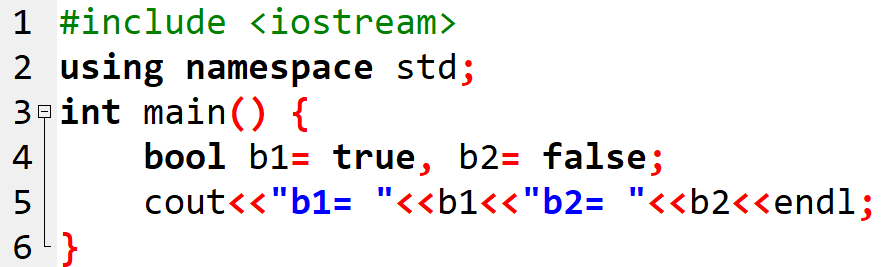 1 #include <iostream>
2 using namespace std;
3 int main() {
4 bool b1= true, b2= false;
5 cout<<"b1= "<<b1<<"b2= "<<b2<<endl;
6 }